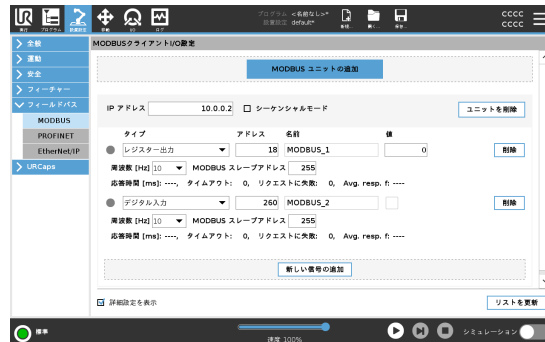 UR
プログラム <名前なし>*
設置設定 default*
新規...
開く...
保存...
cccc
cccc
実行
プログラム
設置設定
移動
I/O
ログ
全般
運動
安全
フィーチャー
フィールドバス
MODBUS
PROFINET
EtherNet/IP
URCaps
MODBUSクライアントI/O設定
MODBUS ユニットの追加
IP アドレス 10.0.0.2 シーケンシャルモード ユニットを削除
タイプ アドレス 名前 値
レジスター出力 18 MODBUS_1 0 削除
周波数 [Hz] 10 MODBUS スレーブアドレス 255
応答時間 [ms]: ----, タイムアウト: 0, リクエストに失敗: 0, Avg. resp. f: ----
デジタル入力 260 MODBUS_2 削除
周波数 [Hz] 10 MODBUS スレーブアドレス 255
応答時間 [ms]: ----, タイムアウト: 0, リクエストに失敗: 0, Avg. resp. f: ----
新しい信号の追加
詳細設定を表示 リストを更新
標準
速度 100%
シミュレーション